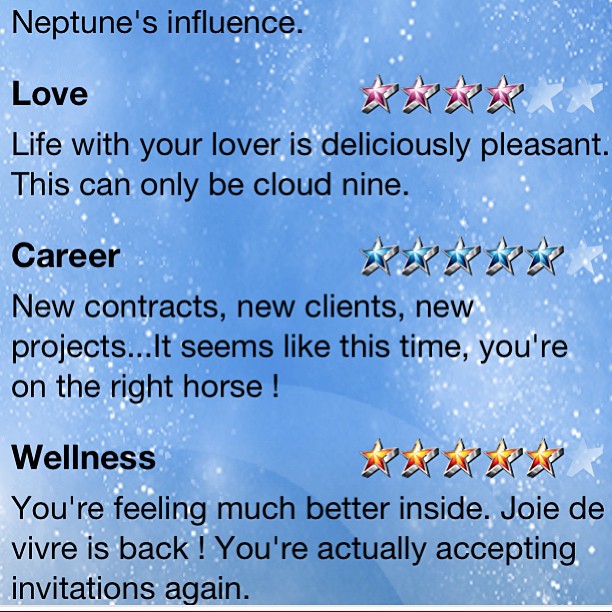 Neptune's influence.
Love
Life with your lover is deliciously pleasant.
This can only be cloud nine.
Career
New contracts, new clients, new
projects...It seems like this time, you're
on the right horse !
Wellness
You're feeling much better inside. Joie de
vivre is back ! You're actually accepting
invitations again.